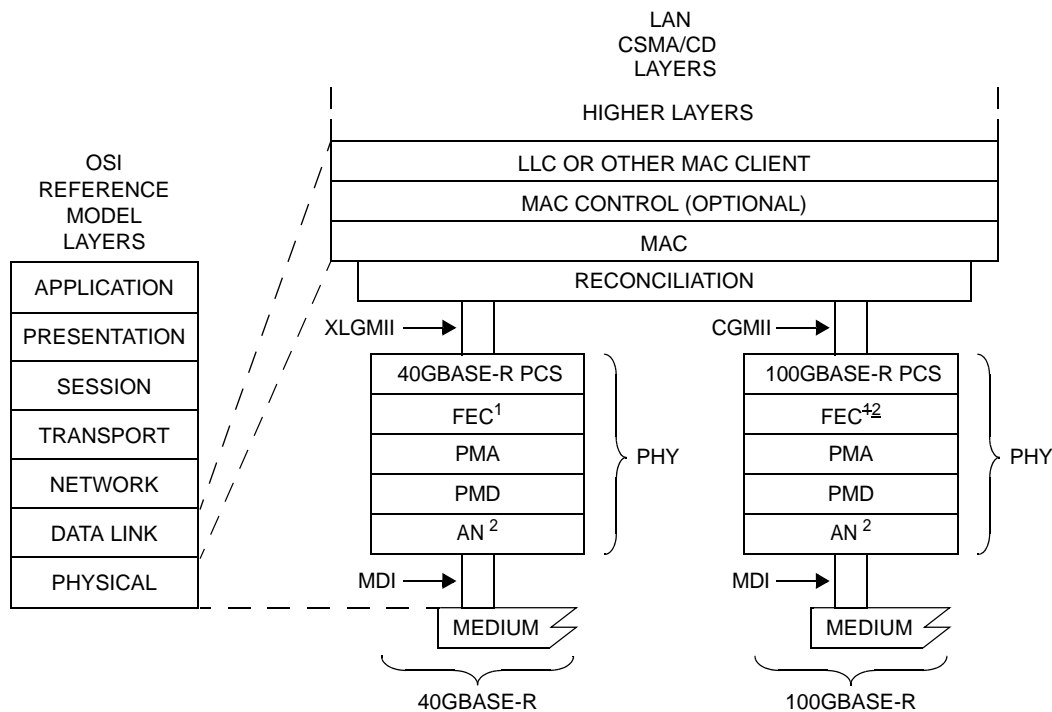 LAN
CSMA/CD
LAYERS
HIGHER LAYERS
LLC OR OTHER MAC CLIENT
MAC CONTROL (OPTIONAL)
MAC
RECONCILIATION
OSI
REFERENCE
MODEL
LAYERS
APPLICATION
PRESENTATION
SESSION
TRANSPORT
NETWORK
DATA LINK
PHYSICAL
XLGMII
40GBASE-R PCS
FEC1
PMA
PMD
AN 2
PHY
MDI
MEDIUM
40GBASE-R
CGMII
100GBASE-R PCS
FEC12
PMA
PMD
AN 2
PHY
MDI
MEDIUM
100GBASE-R